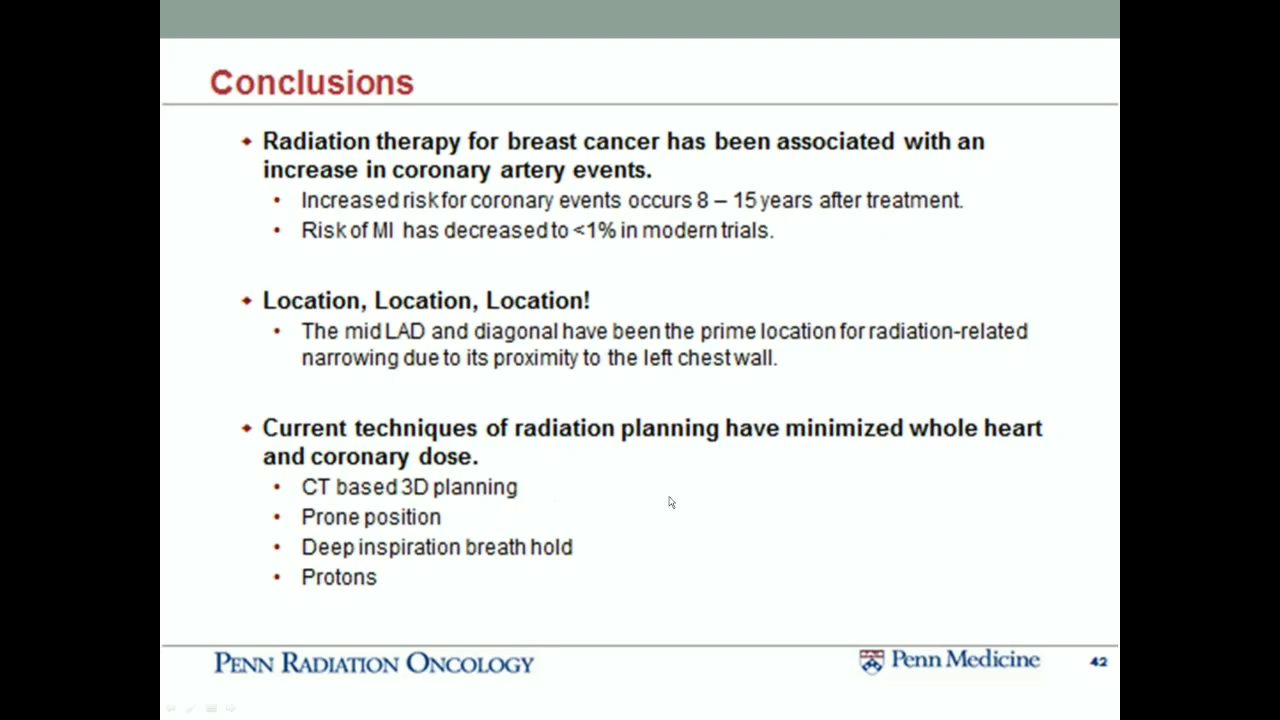 Conclusions
Radiation therapy for breast cancer has been associated with an
increase in coronary artery events.
Increased risk for coronary events occurs 8 – 15 years after treatment.
Risk of MI has decreased to <1% in modern trials.
Location, Location, Location!
The mid LAD and diagonal have been the prime location for radiation-related
narrowing due to its proximity to the left chest wall.
Current techniques of radiation planning have minimized whole heart
and coronary dose.
CT based 3D planning
Prone position
Deep inspiration breath hold
Protons
PENN RADIATION ONCOLOGY
Penn Medicine
42